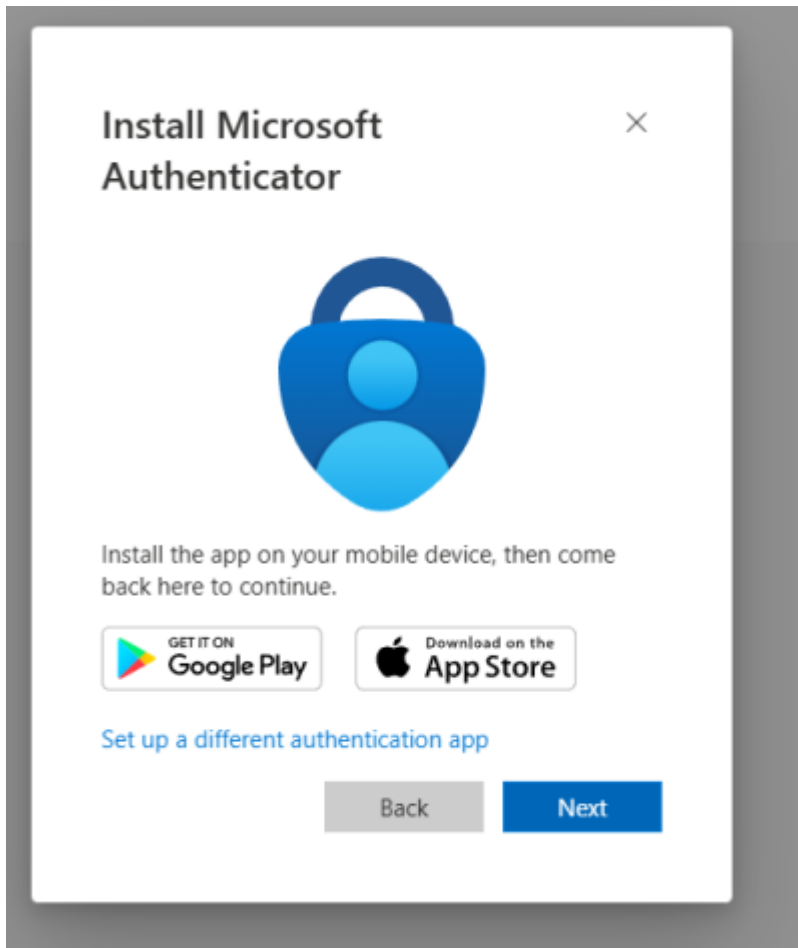 Install Microsoft
Authenticator
Install the app on your mobile device, then come
back here to continue.
GET IT ON
Google Play
Download on the
App Store
Set up a different authentication app
Back
Next